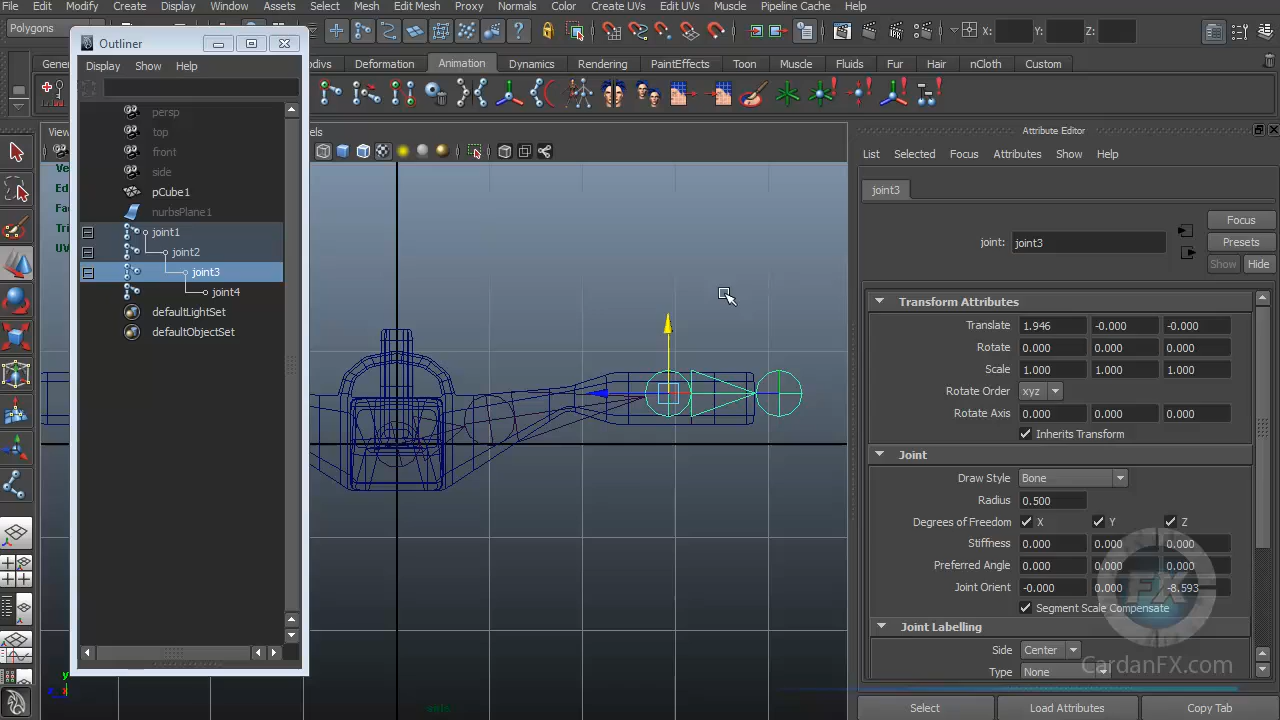 File Edit Modify Create Display Window Assets Select Mesh Edit Mesh Proxy Normals Color Create UVs Edit UVs Muscle Pipeline Cache Help
Polygons
X: Y: Z:
Outliner
Deformation Animation Dynamics Rendering PaintEffects Toon Muscle Fluids Fur Hair nCloth Custom
Display Show Help
persp
top
front
side
pCube1
nurbsPlane1
joint1
joint2
joint3
joint4
defaultLightSet
defaultObjectSet
Attribute Editor
List Selected Focus Attributes Show Help
joint3
Focus
joint: joint3
Presets
Show Hide
Transform Attributes
Translate 1.946 -0.000 -0.000
Rotate 0.000 0.000 0.000
Scale 1.000 1.000 1.000
Rotate Order xyz
Rotate Axis 0.000 0.000 0.000
Inherits Transform
Joint
Draw Style Bone
Radius 0.500
Degrees of Freedom X Y Z
Stiffness 0.000 0.000 0.000
Preferred Angle 0.000 0.000 0.000
Joint Orient -0.000 0.000 -8.593
Segment Scale Compensate
Joint Labelling
Side Center
Type None
FX
CardanFX.com
Select Load Attributes Copy Tab
y
x